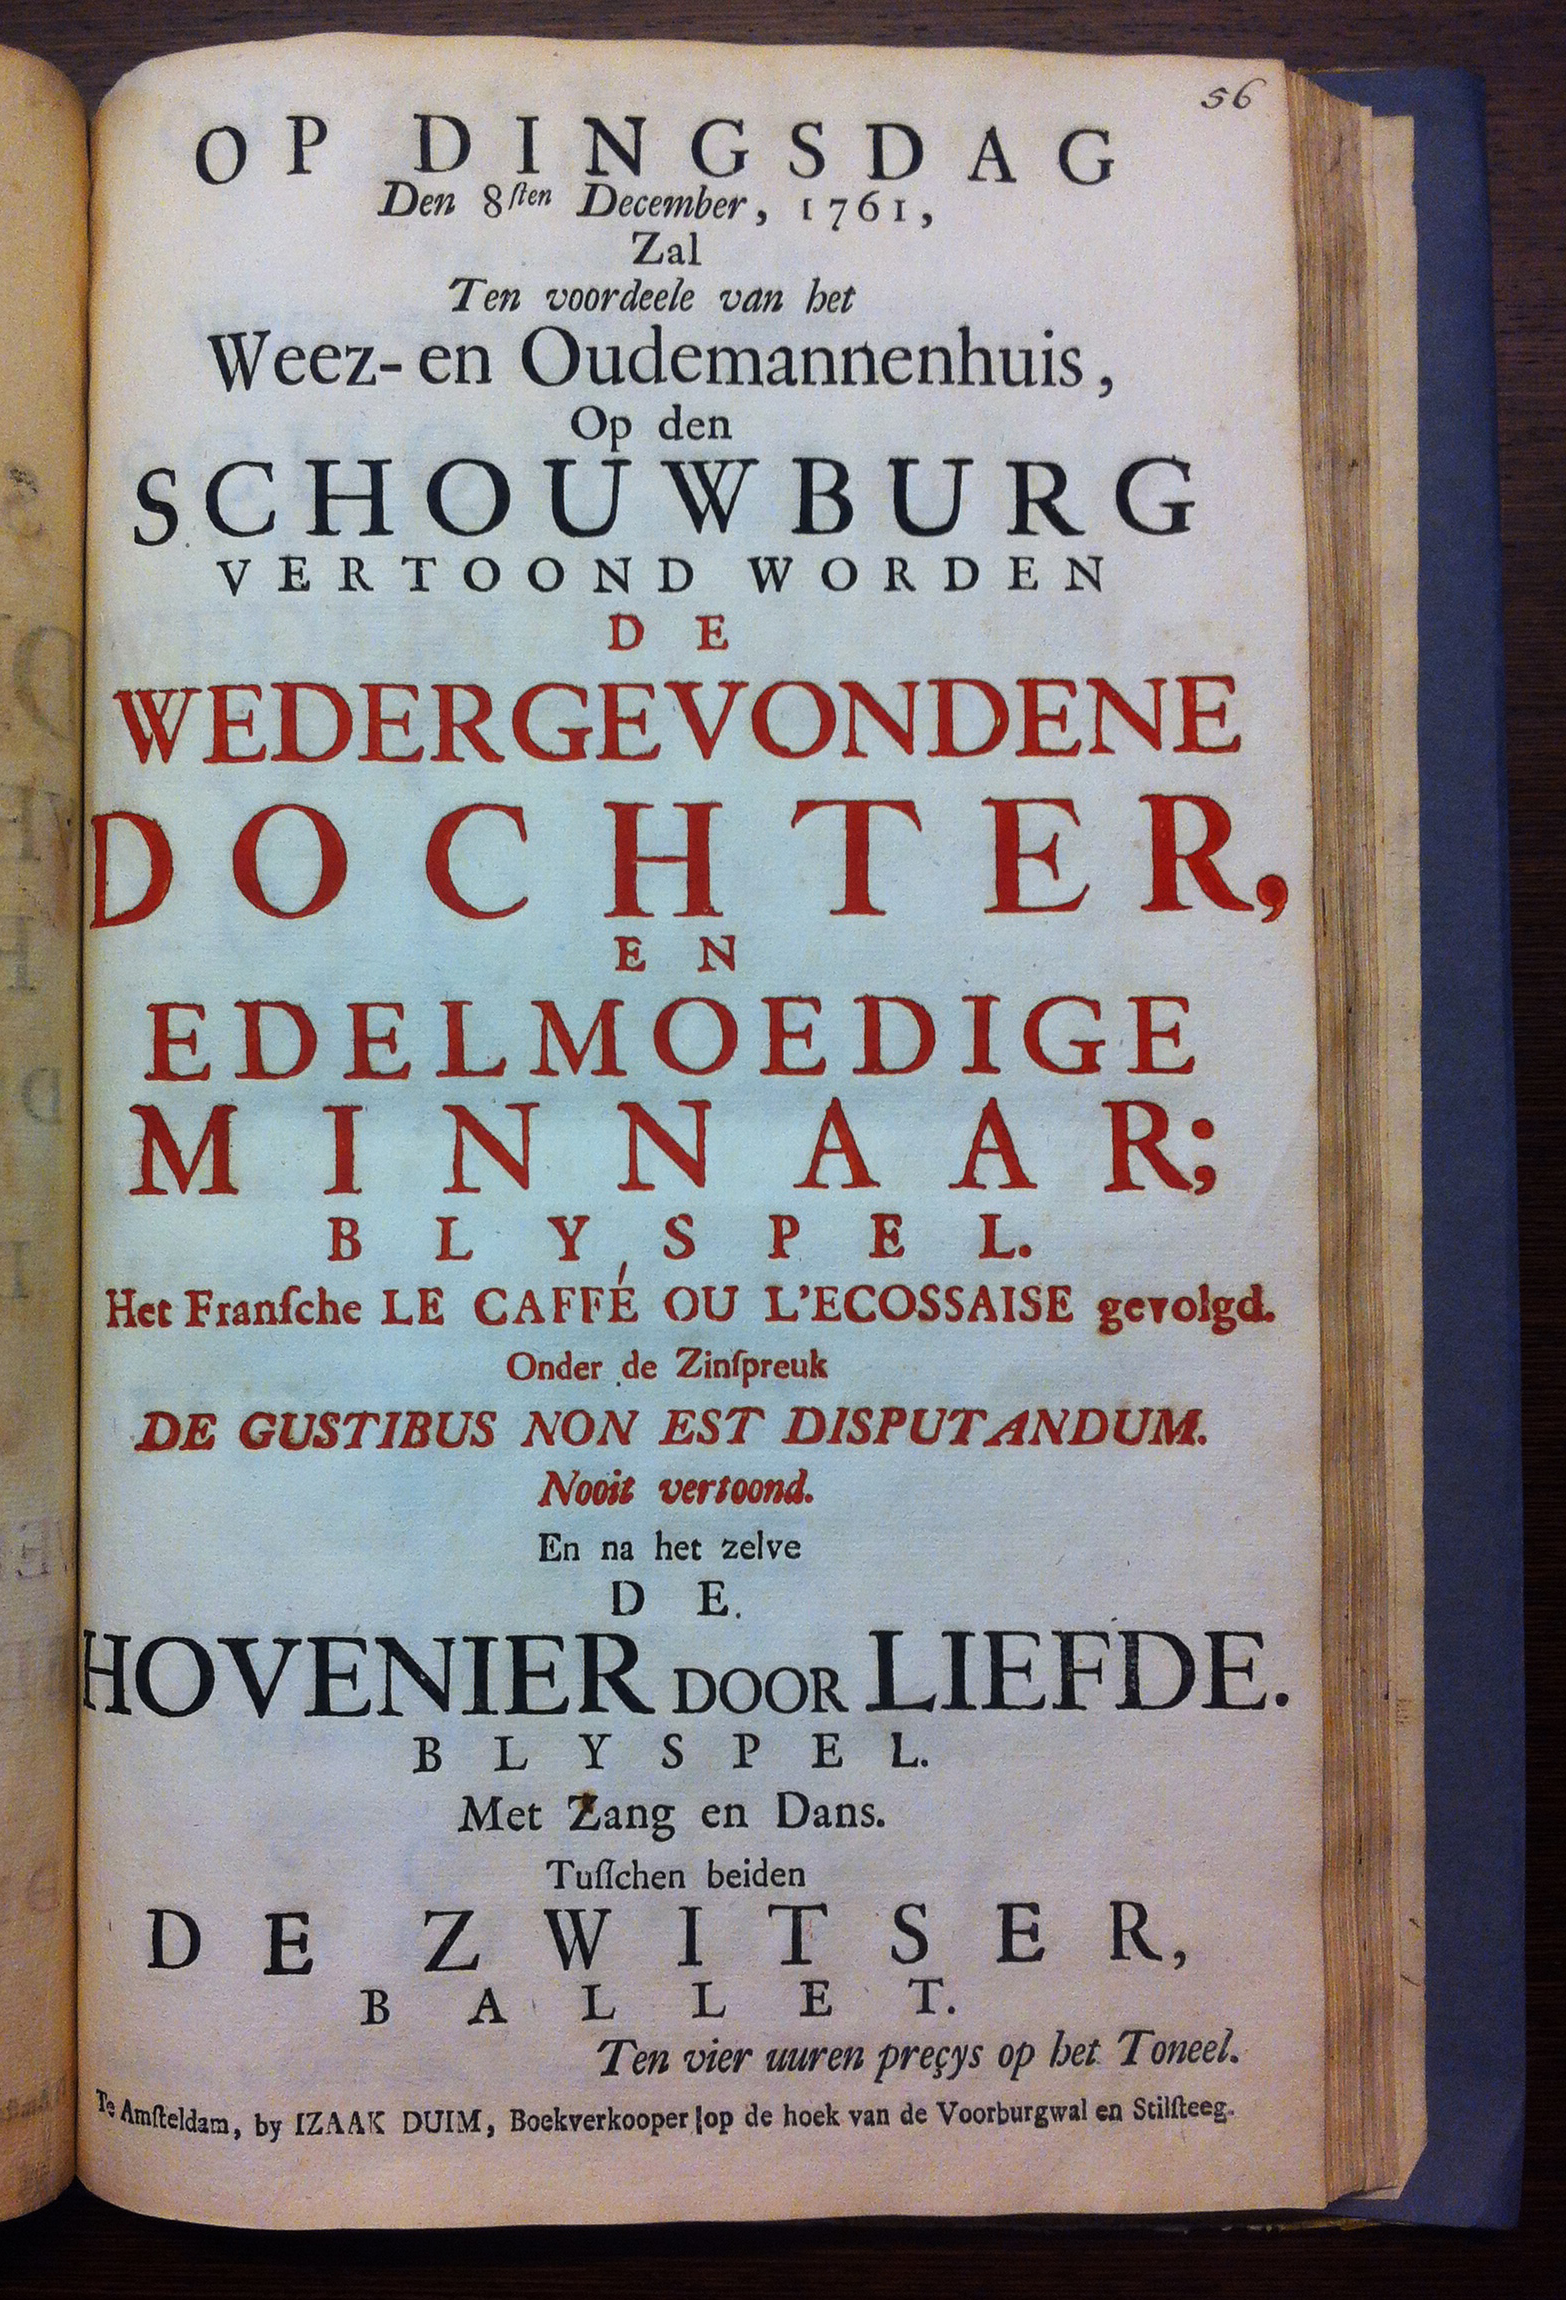 56
OP DINGSDAG
Den 8ſten December, 1761,
Zal
Ten voordeele van het
Weez- en Oudemannenhuis,
Op den
SCHOUWBURG
VERTOOND WORDEN
DE
WEDERGEVONDENE
DOCHTER,
EN
EDELMOEDIGE
MINNAAR;
BLYSPEL.
Het Franſche LE CAFFÉ OU L'ECOSSAISE gevolgd.
Onder de Zinſpreuk
DE GUSTIBUS NON EST DISPUTANDUM.
Nooit vertoond.
En na het zelve
DE.
HOVENIER DOOR LIEFDE.
BLYSPEL.
Met Zang en Dans.
Tuſſchen beiden
DE ZWITSER,
BALLET.
Ten vier uuren preçys op het Toneel.
Te Amſteldam, by IZAAK DUIM, Boekverkooper op de hoek van de Voorburgwal en Stilſteeg.